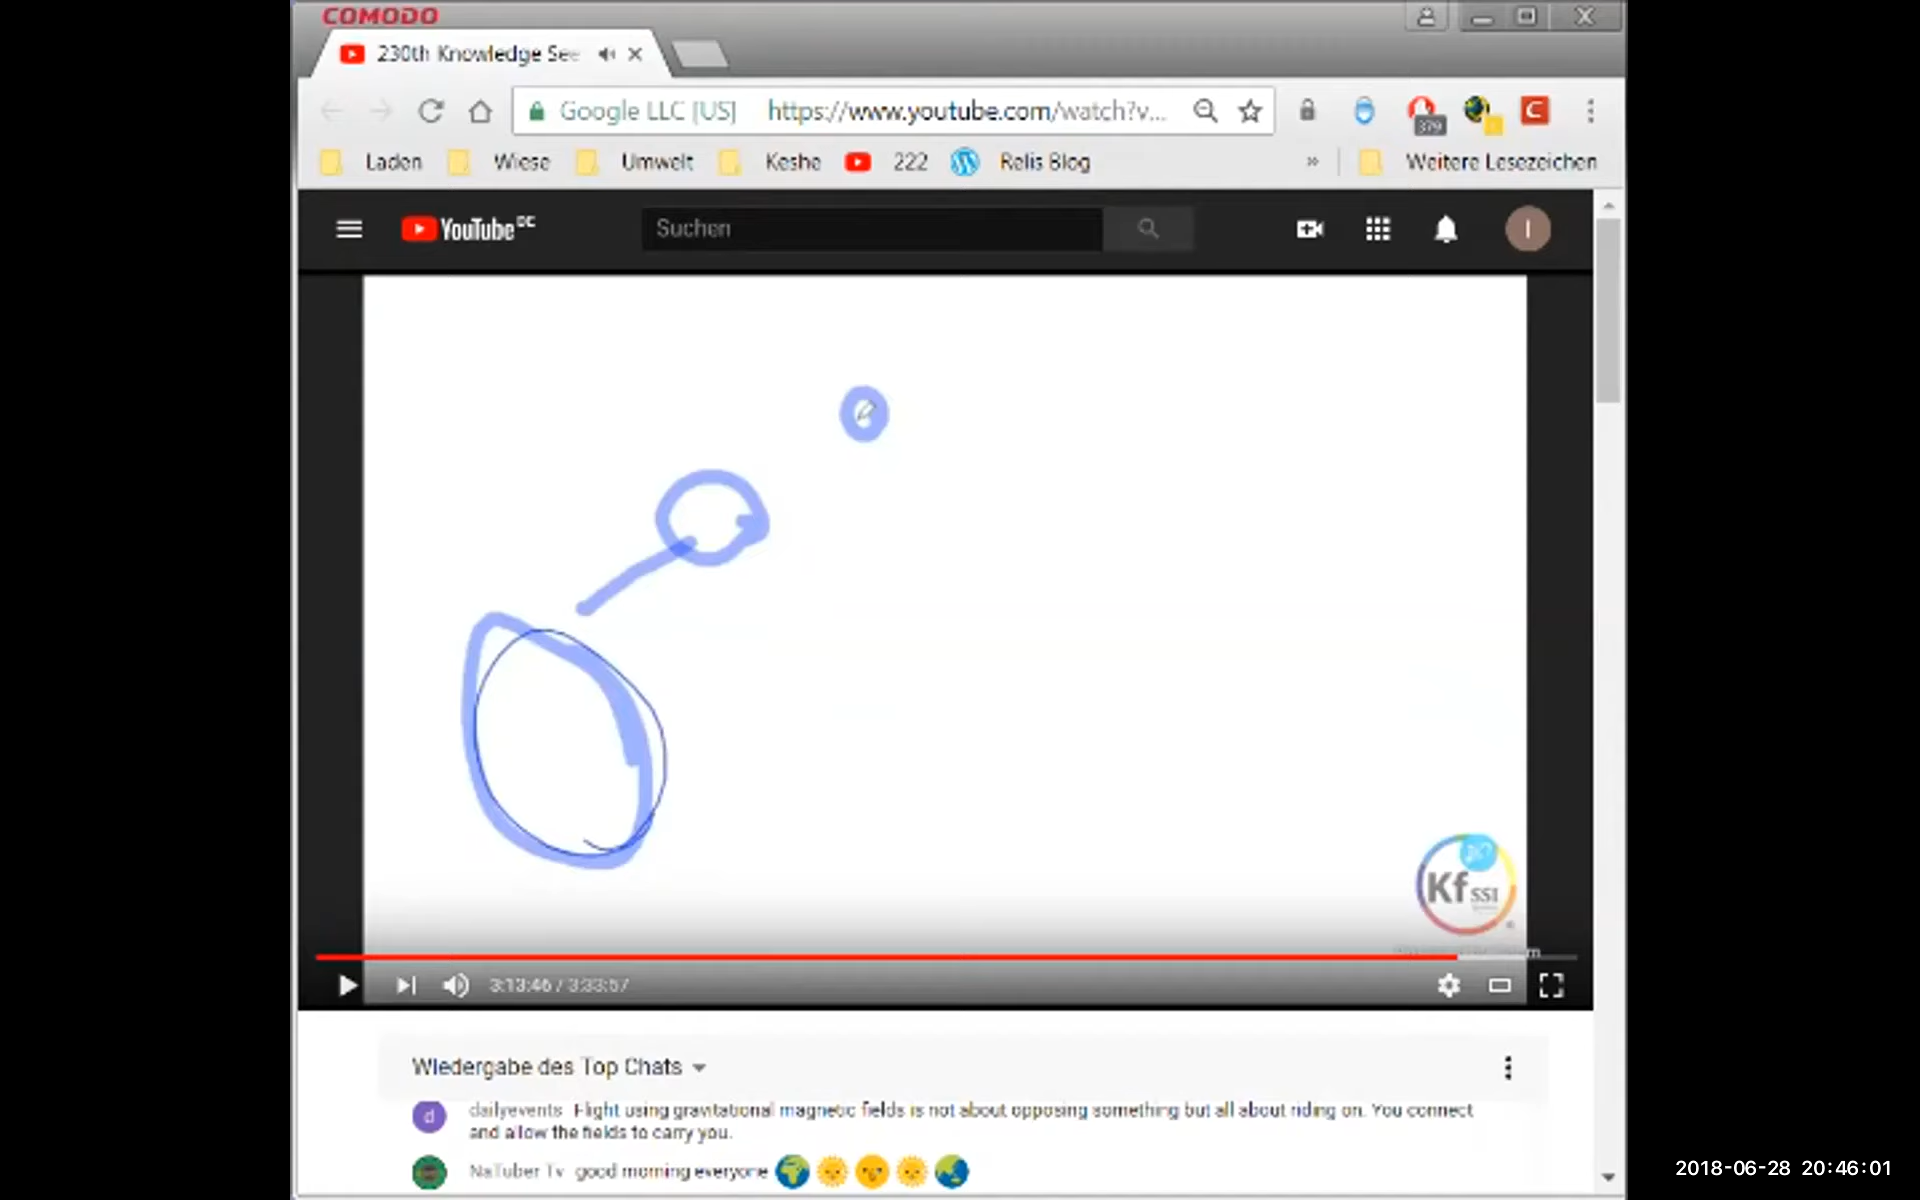 COMODO
230th Knowledge See
Google LLC [US] https://www.youtube.com/watch?v...
379
Laden Wiese Umwelt Keshe 222 Relis Blog » Weitere Lesezeichen
YouTube DE Suchen I
Kf SSI
3:13:46 / 3:33:57
Wiedergabe des Top Chats
d dailyevents Flight using gravitational magnetic fields is not about opposing something but all about riding on. You connect
and allow the fields to carry you.
NaTuber Tv good morning everyone
2018-06-28 20:46:01